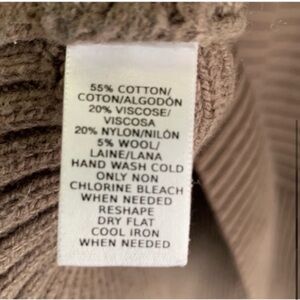 55% COTTON/
COTON/ALGODÓN
20% VISCOSE/
VISCOSA
20% NYLON/NILÓN
5% WOOL/
LAINE/LANA
HAND WASH COLD
ONLY NON
CHLORINE BLEACH
WHEN NEEDED
RESHAPE
DRY FLAT
COOL IRON
WHEN NEEDED